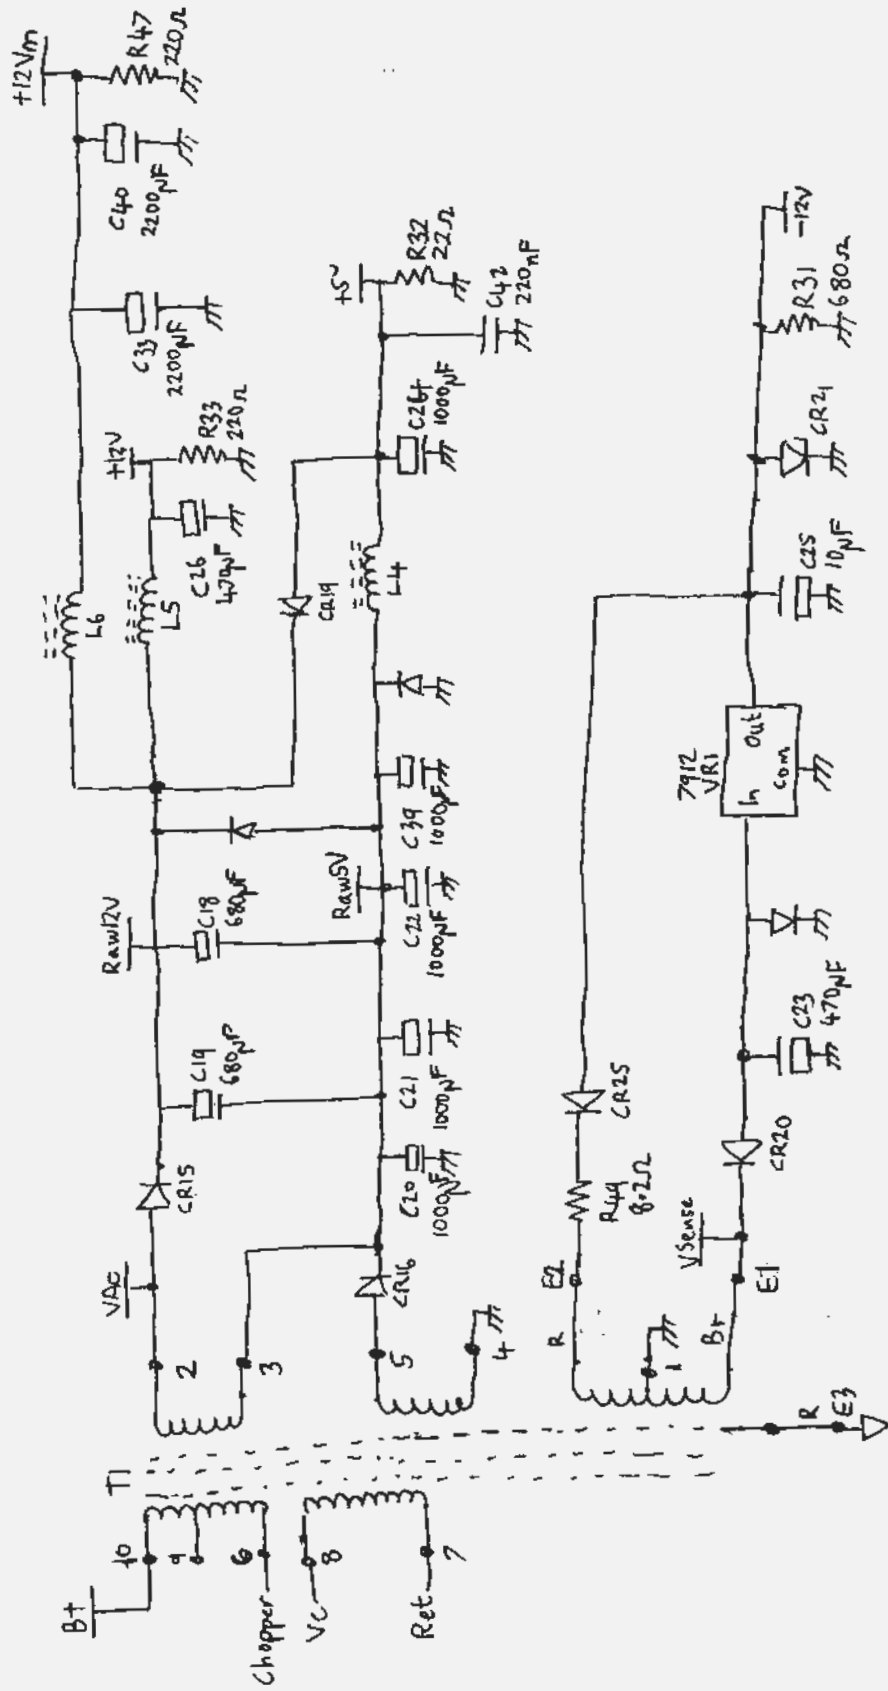 B+
10
9
6
Chopper
Vc
8
Ret
7
T1
2
3
5
4
VAc
CR15
CR16
C19
680µF
Raw12V
C18
680µF
C20
1000µF
C21
1000µF
C22
1000µF
Raw5V
C39
1000µF
L6
L5
L4
CR19
C26
470µF
+12V
R33
220Ω
C33
2200µF
C40
2200µF
+12Vm
R47
220Ω
1000µF
+5V
R32
22Ω
C42
220nF
R
E2
R49
8.2Ω
CR25
1
B+
E1
VSense
CR20
C23
470µF
7912
VR1
In
Out
Com
C25
10µF
CR21
R31
680Ω
-12V
R
E3